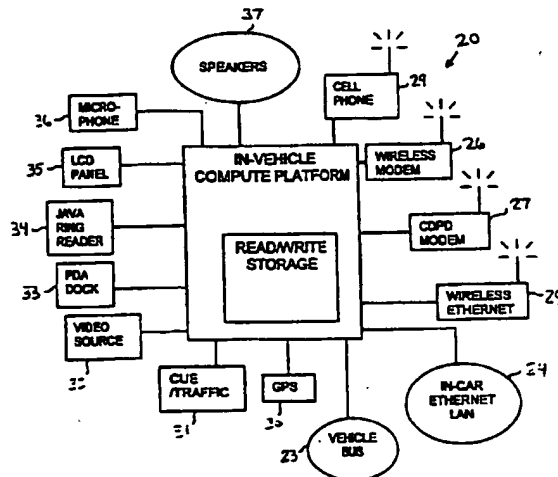 37
SPEAKERS
20
CELL
PHONE
29
36
MICRO-
PHONE
IN-VEHICLE
COMPUTE PLATFORM
WIRELESS
MODEM
26
35
LCD
PANEL
34
JAVA
RING
READER
CDPD
MODEM
27
READ/WRITE
STORAGE
33
PDA
DOCK
WIRELESS
ETHERNET
VIDEO
SOURCE
32
CUE
/TRAFFIC
31
GPS
30
IN-CAR
ETHERNET
LAN
24
23
VEHICLE
BUS